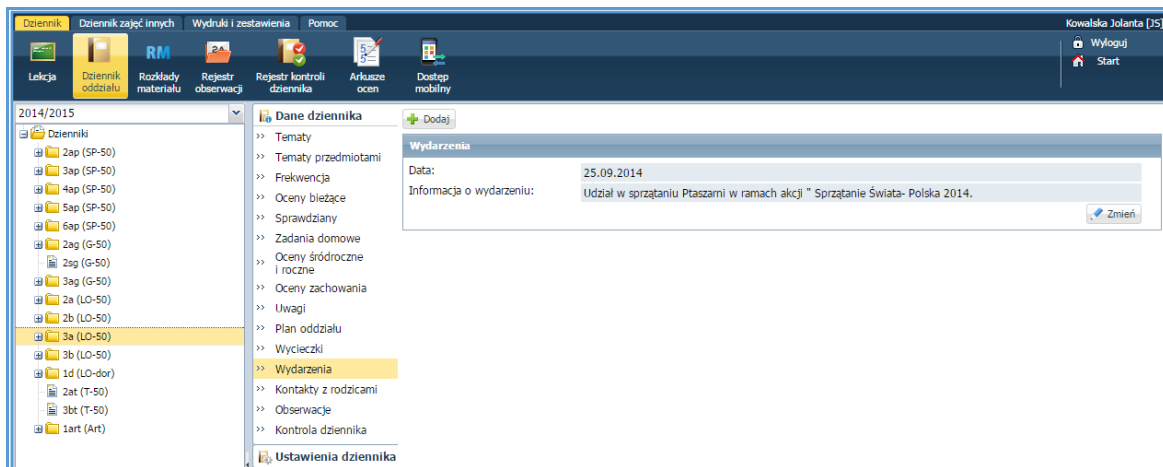 Dziennik Dziennik zajęć innych Wydruki i zestawienia Pomoc Kowalska Jolanta [JS]
Wyloguj
Start
RM
Lekcja
Dziennik oddziału
Rozkłady materiału
Rejestr obserwacji
Rejestr kontroli dziennika
Arkusze ocen
Dostęp mobilny
2014/2015
Dzienniki
2ap (SP-50)
3ap (SP-50)
4ap (SP-50)
5ap (SP-50)
6ap (SP-50)
2ag (G-50)
2sg (G-50)
3ag (G-50)
2a (LO-50)
2b (LO-50)
3a (LO-50)
3b (LO-50)
1d (LO-dor)
2at (T-50)
3bt (T-50)
1art (Art)
Dane dziennika
Tematy
Tematy przedmiotami
Frekwencja
Oceny bieżące
Sprawdziany
Zadania domowe
Oceny śródroczne
i roczne
Oceny zachowania
Uwagi
Plan oddziału
Wycieczki
Wydarzenia
Kontakty z rodzicami
Obserwacje
Kontrola dziennika
Ustawienia dziennika
Dodaj
Wydarzenia
Data: 25.09.2014
Informacja o wydarzeniu: Udział w sprzątaniu Ptaszarni w ramach akcji " Sprzątanie Świata- Polska 2014.
Zmień